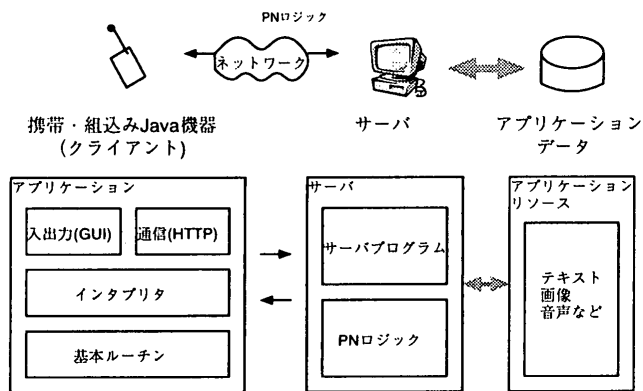 PNロジック
ネットワーク
携帯・組込みJava機器
(クライアント)
サーバ
アプリケーション
データ
アプリケーション
入出力(GUI)
通信(HTTP)
インタプリタ
基本ルーチン
サーバ
サーバプログラム
PNロジック
アプリケーション
リソース
テキスト
画像
音声など